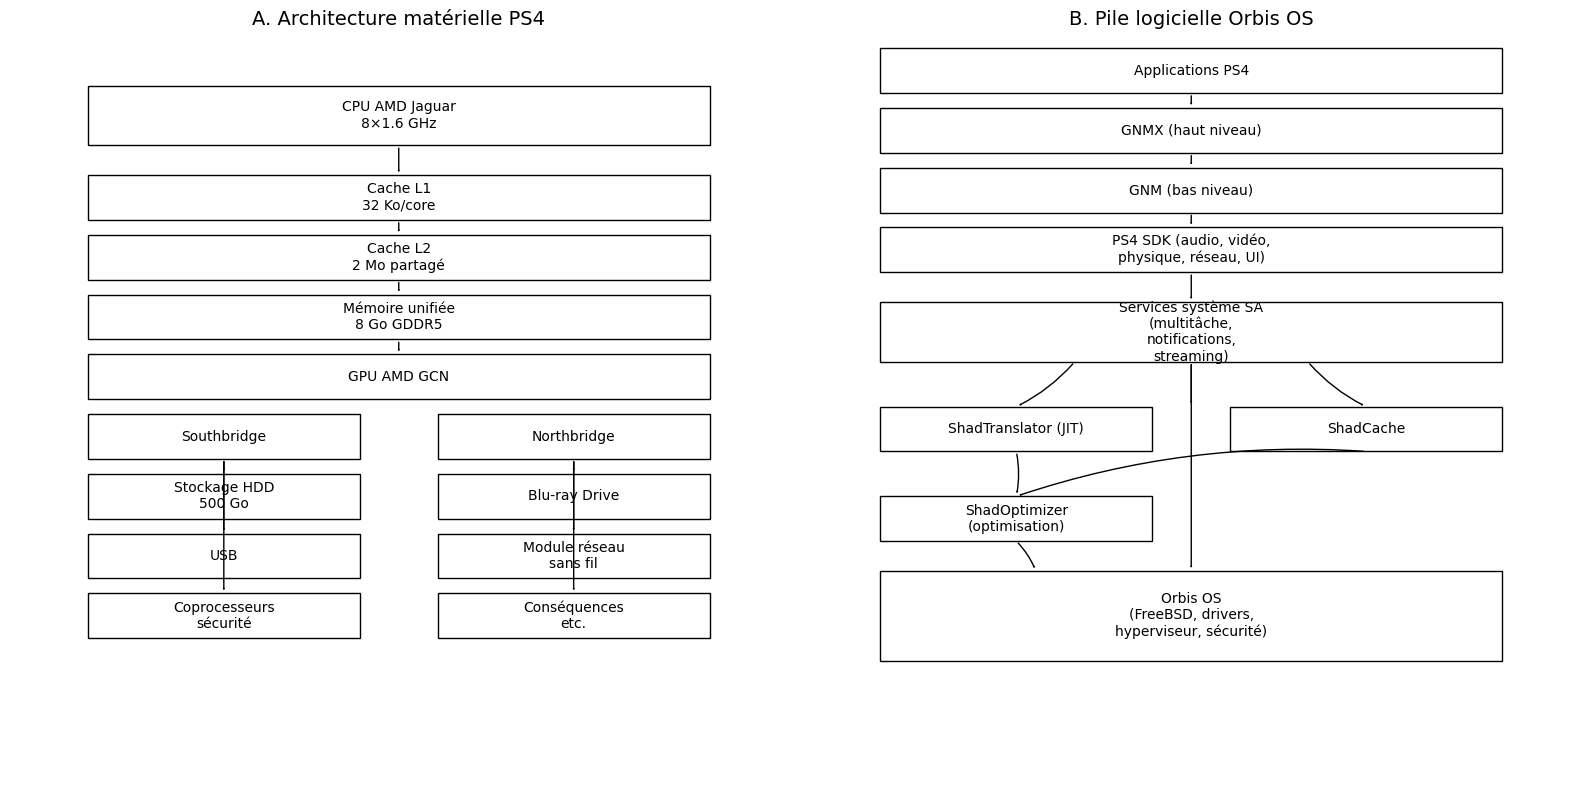 A. Architecture matérielle PS4
CPU AMD Jaguar
8×1.6 GHz
Cache L1
32 Ko/core
Cache L2
2 Mo partagé
Mémoire unifiée
8 Go GDDR5
GPU AMD GCN
Southbridge
Northbridge
Stockage HDD
500 Go
Blu-ray Drive
USB
Module réseau
sans fil
Coprocesseurs
sécurité
Conséquences
etc.
B. Pile logicielle Orbis OS
Applications PS4
GNMX (haut niveau)
GNM (bas niveau)
PS4 SDK (audio, vidéo,
physique, réseau, UI)
Services système SA
(multitâche,
notifications,
streaming)
ShadTranslator (JIT)
ShadCache
ShadOptimizer
(optimisation)
Orbis OS
(FreeBSD, drivers,
hyperviseur, sécurité)